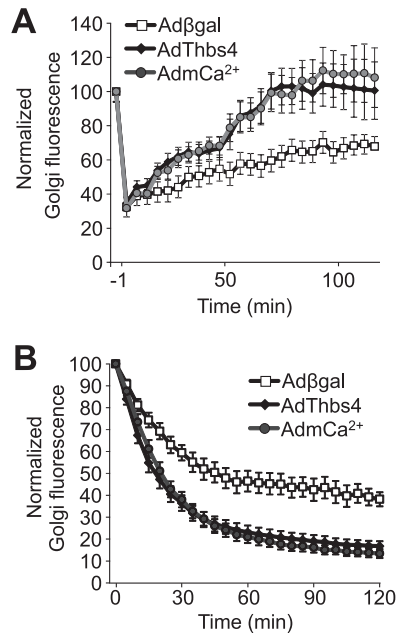 A
Adβgal
AdThbs4
AdmCa²⁺
Normalized
Golgi fluorescence
140
120
100
80
60
40
20
0
-1
50
100
Time (min)
B
Adβgal
AdThbs4
AdmCa²⁺
Normalized
Golgi fluorescence
100
90
80
70
60
50
40
30
20
10
0
0
30
60
90
120
Time (min)